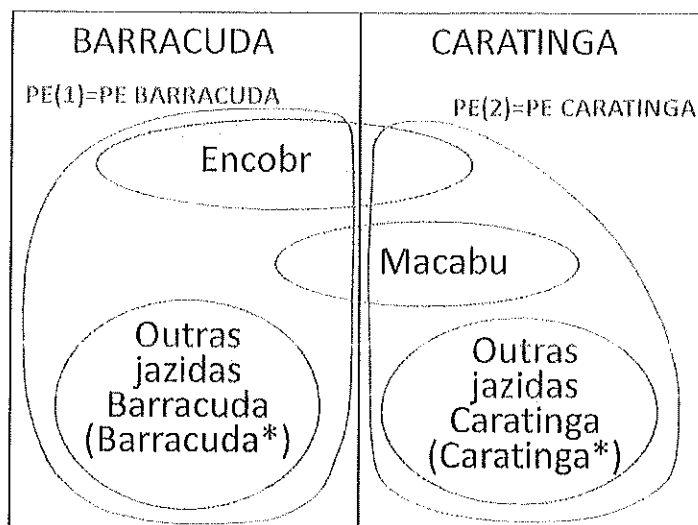 BARRACUDA
CARATINGA
PE(1)=PE BARRACUDA
PE(2)=PE CARATINGA
Encobr
Macabu
Outras
jazidas
Barracuda
(Barracuda*)
Outras
jazidas
Caratinga
(Caratinga*)